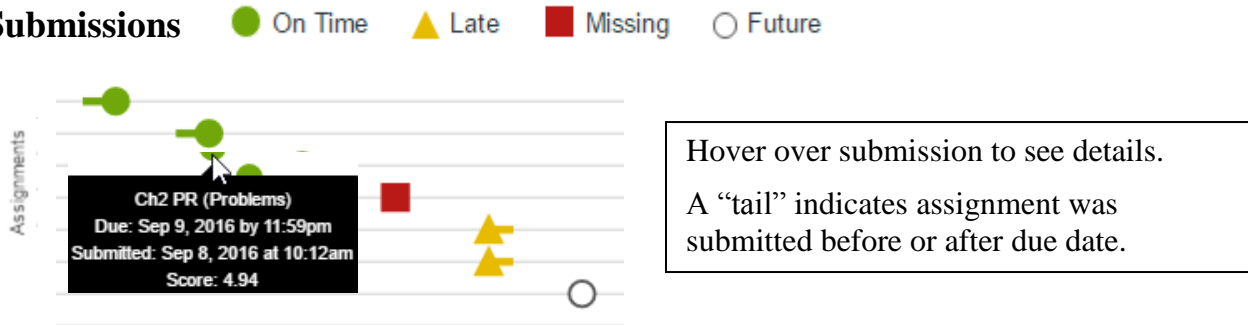 Submissions On Time Late Missing Future
Assignments
Ch2 PR (Problems)
Due: Sep 9, 2016 by 11:59pm
Submitted: Sep 8, 2016 at 10:12am
Score: 4.94
Hover over submission to see details.
A “tail” indicates assignment was
submitted before or after due date.